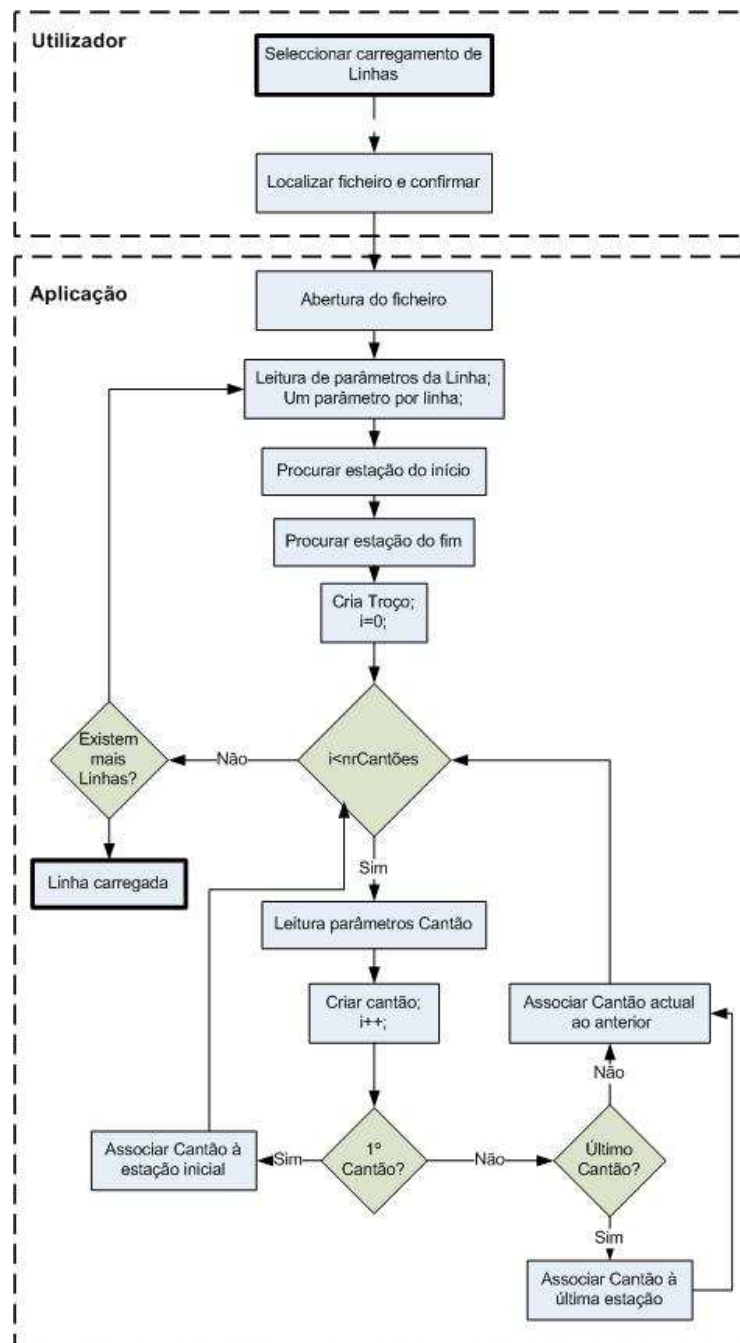 Utilizador
Seleccionar carregamento de
Linhas
Localizar ficheiro e confirmar
Aplicação
Abertura do ficheiro
Leitura de parâmetros da Linha;
Um parâmetro por linha;
Procurar estação do início
Procurar estação do fim
Cria Troço;
i=0;
Existem
mais
Linhas?
Não
i<nrCantões
Sim
Linha carregada
Leitura parâmetros Cantão
Criar cantão;
i++;
Associar Cantão actual
ao anterior
Não
Associar Cantão à
estação inicial
Sim
1º
Cantão?
Não
Último
Cantão?
Sim
Associar Cantão à
última estação